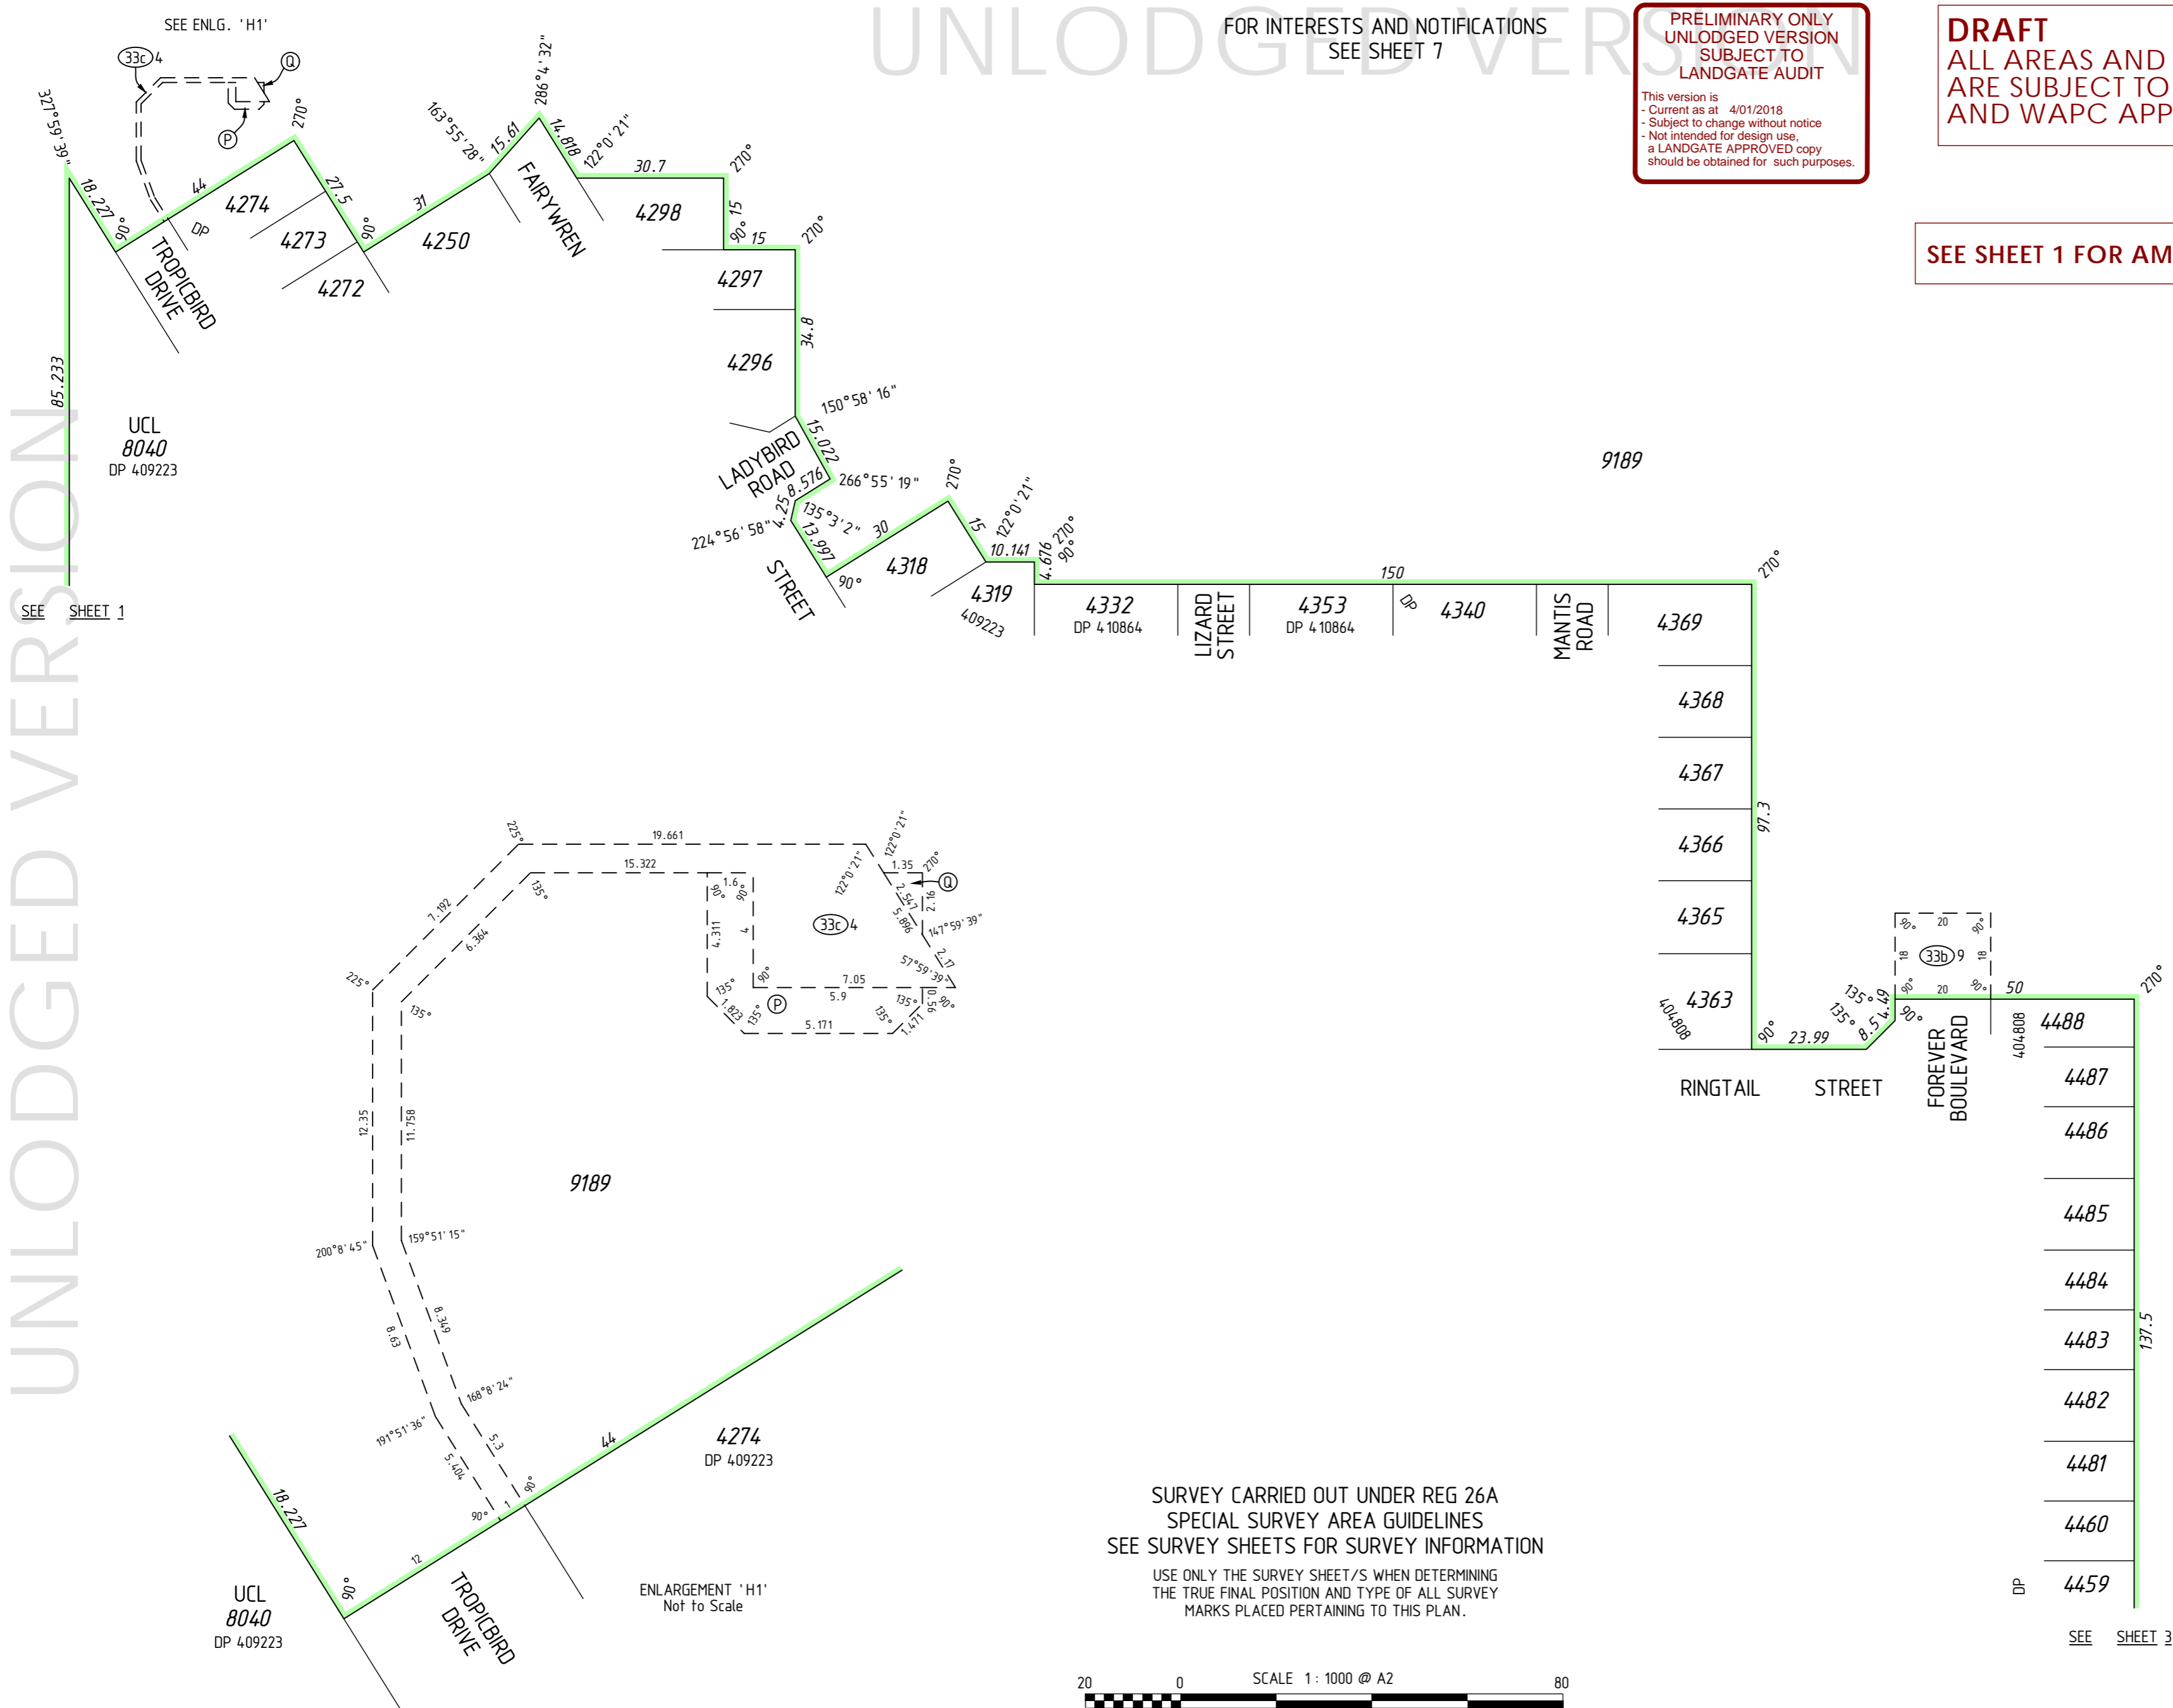 UNLODGED VERSION
UNLODGED VERSION
SEE ENLG. 'H1'
FOR INTERESTS AND NOTIFICATIONS
SEE SHEET 7
PRELIMINARY ONLY
UNLODGED VERSION
SUBJECT TO
LANDGATE AUDIT
This version is
- Current as at 4/01/2018
- Subject to change without notice
- Not intended for design use,
a LANDGATE APPROVED copy
should be obtained for such purposes.
DRAFT
ALL AREAS AND
ARE SUBJECT TO
AND WAPC APP
SEE SHEET 1 FOR AM
33c 4
Q
P
327°59'39"
18.227
90°
44
270°
4274
DP
27.5
4273
4272
90°
31
4250
TROPICBIRD
DRIVE
163°55'28"
15.61
286°4'32"
14.818
122°0'21"
FAIRYWREN
30.7
270°
4298
15
90°
15
270°
4297
34.8
4296
150°58'16"
15.022
LADYBIRD
ROAD
8.576
266°55'19"
4.25
135°3'2"
224°56'58"
13.997
STREET
90°
30
270°
4318
15
122°0'21"
10.141
4.676
270°
90°
4319
409223
85.233
UCL
8040
DP 409223
SEE SHEET 1
9189
150
270°
4332
DP 410864
LIZARD
STREET
4353
DP 410864
DP
4340
MANTIS
ROAD
4369
4368
4367
97.3
4366
4365
4363
404808
90°
23.99
8.5
135°
135°
4.49
90°
RINGTAIL STREET
90°
20
90°
18
33b 9
18
90°
20
90°
50
270°
FOREVER
BOULEVARD
404808
4488
4487
4486
4485
4484
4483
137.5
4482
4481
4460
DP
4459
SEE SHEET 3
225°
19.661
122°0'21"
122°0'21"
1.35
270°
Q
15.322
135°
1.6
90°
90°
2.547
5.896
2.16
147°59'39"
2.17
57°59'39"
33c 4
7.192
6.364
4.311
4
90°
7.05
5.9
0.56
90°
135°
1.823
135°
P
5.171
135°
135°
1.471
225°
135°
12.35
11.758
9189
200°8'45"
159°51'15"
8.63
8.349
168°8'24"
191°51'36"
5.3
5.404
90°
1
90°
44
4274
DP 409223
18.227
12
90°
UCL
8040
DP 409223
TROPICBIRD
DRIVE
ENLARGEMENT 'H1'
Not to Scale
SURVEY CARRIED OUT UNDER REG 26A
SPECIAL SURVEY AREA GUIDELINES
SEE SURVEY SHEETS FOR SURVEY INFORMATION
USE ONLY THE SURVEY SHEET/S WHEN DETERMINING
THE TRUE FINAL POSITION AND TYPE OF ALL SURVEY
MARKS PLACED PERTAINING TO THIS PLAN.
SCALE 1 : 1000 @ A2
20 0 80